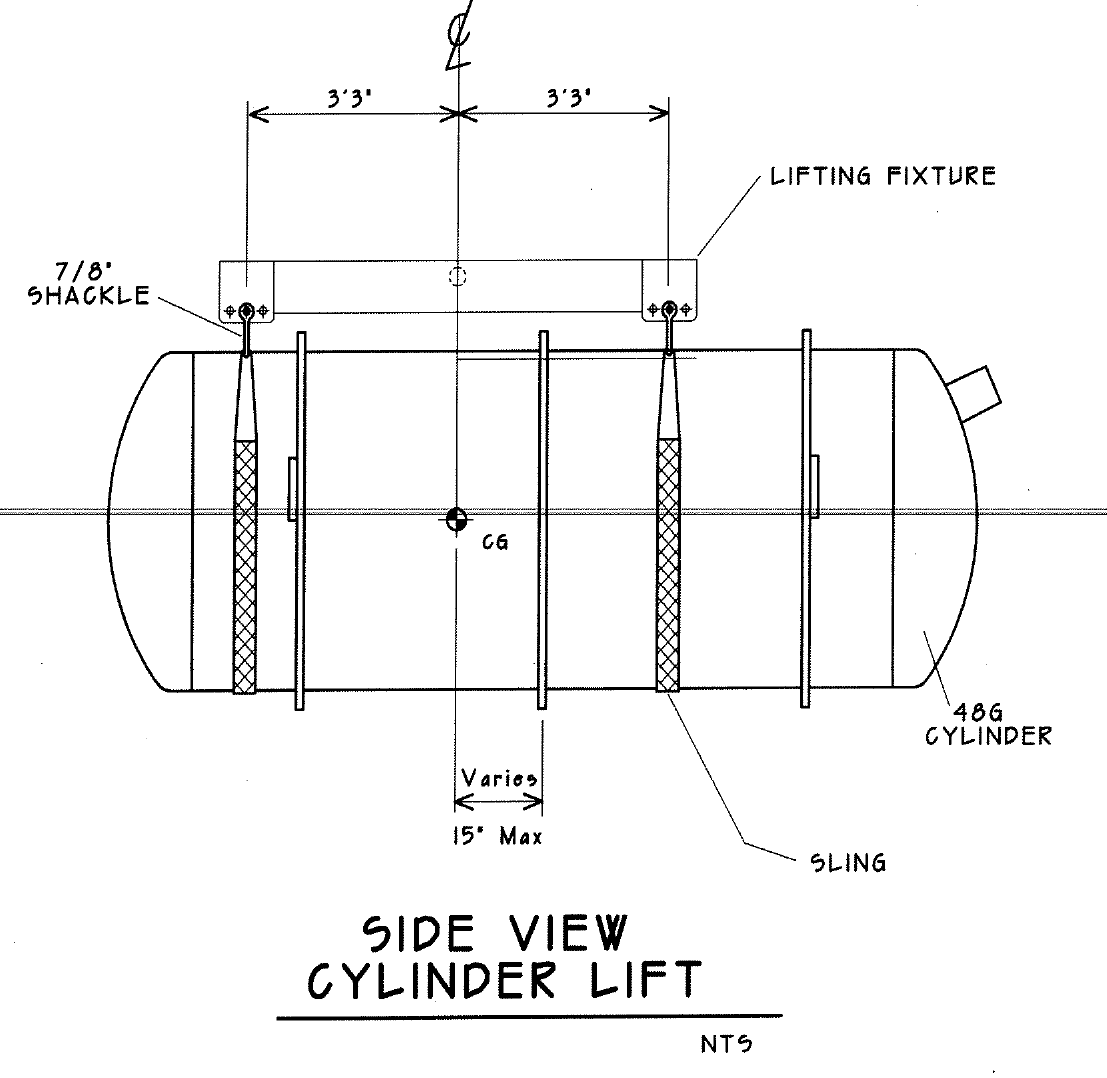 ℄
3'3" 3'3"
LIFTING FIXTURE
7/8"
SHACKLE
CG
48G
CYLINDER
Varies
15" Max
SLING
SIDE VIEW
CYLINDER LIFT
NTS